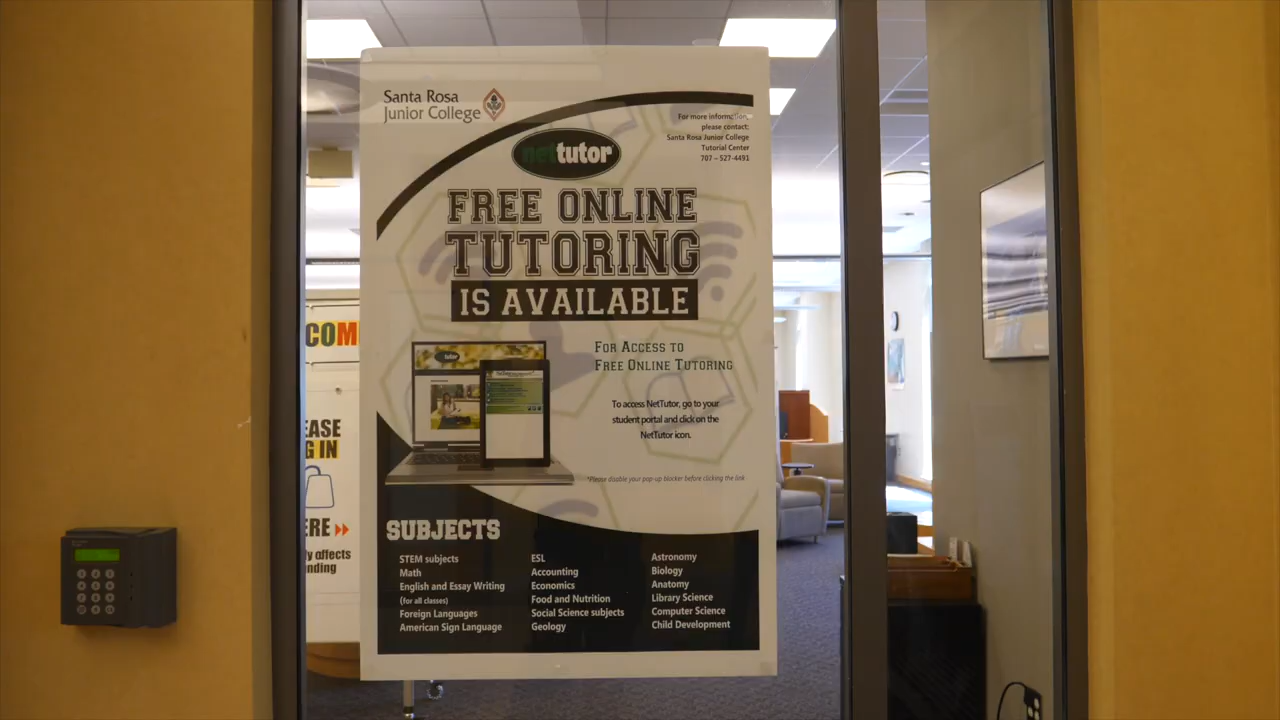 Santa Rosa
Junior College
For more information,
please contact:
Santa Rosa Junior College
Tutorial Center
707 – 527-4491
nettutor
FREE ONLINE
TUTORING
IS AVAILABLE
FOR ACCESS TO
FREE ONLINE TUTORING
To access NetTutor, go to your
student portal and click on the
NetTutor icon.
*Please disable your pop-up blocker before clicking the link
tutor
SUBJECTS
STEM subjects
Math
English and Essay Writing
(for all classes)
Foreign Languages
American Sign Language
ESL
Accounting
Economics
Food and Nutrition
Social Science subjects
Geology
Astronomy
Biology
Anatomy
Library Science
Computer Science
Child Development
COM
EASE
G IN
ERE
y affects
nding